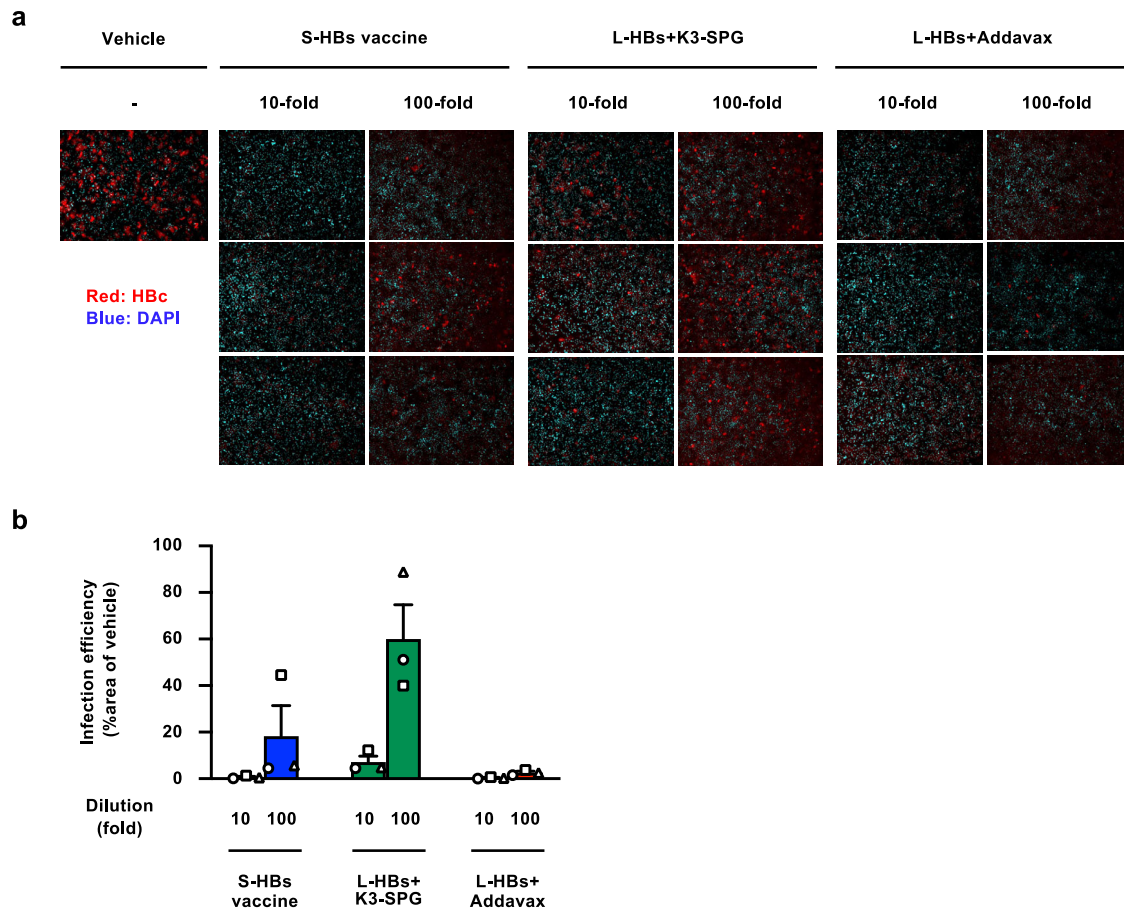 a
Vehicle S-HBs vaccine L-HBs+K3-SPG L-HBs+Addavax
- 10-fold 100-fold 10-fold 100-fold 10-fold 100-fold
Red: HBc
Blue: DAPI
b
Infection efficiency
(%area of vehicle)
100
80
60
40
20
0
Dilution
(fold)
10 100 10 100 10 100
S-HBs
vaccine
L-HBs+
K3-SPG
L-HBs+
Addavax